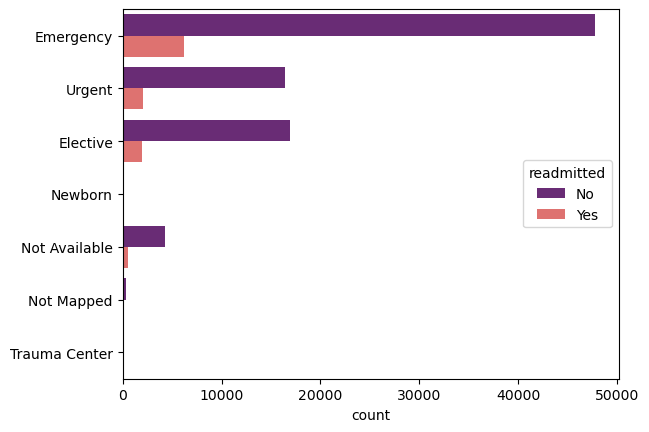 Emergency
Urgent
Elective
Newborn
Not Available
Not Mapped
Trauma Center
readmitted
No
Yes
0 10000 20000 30000 40000 50000
count